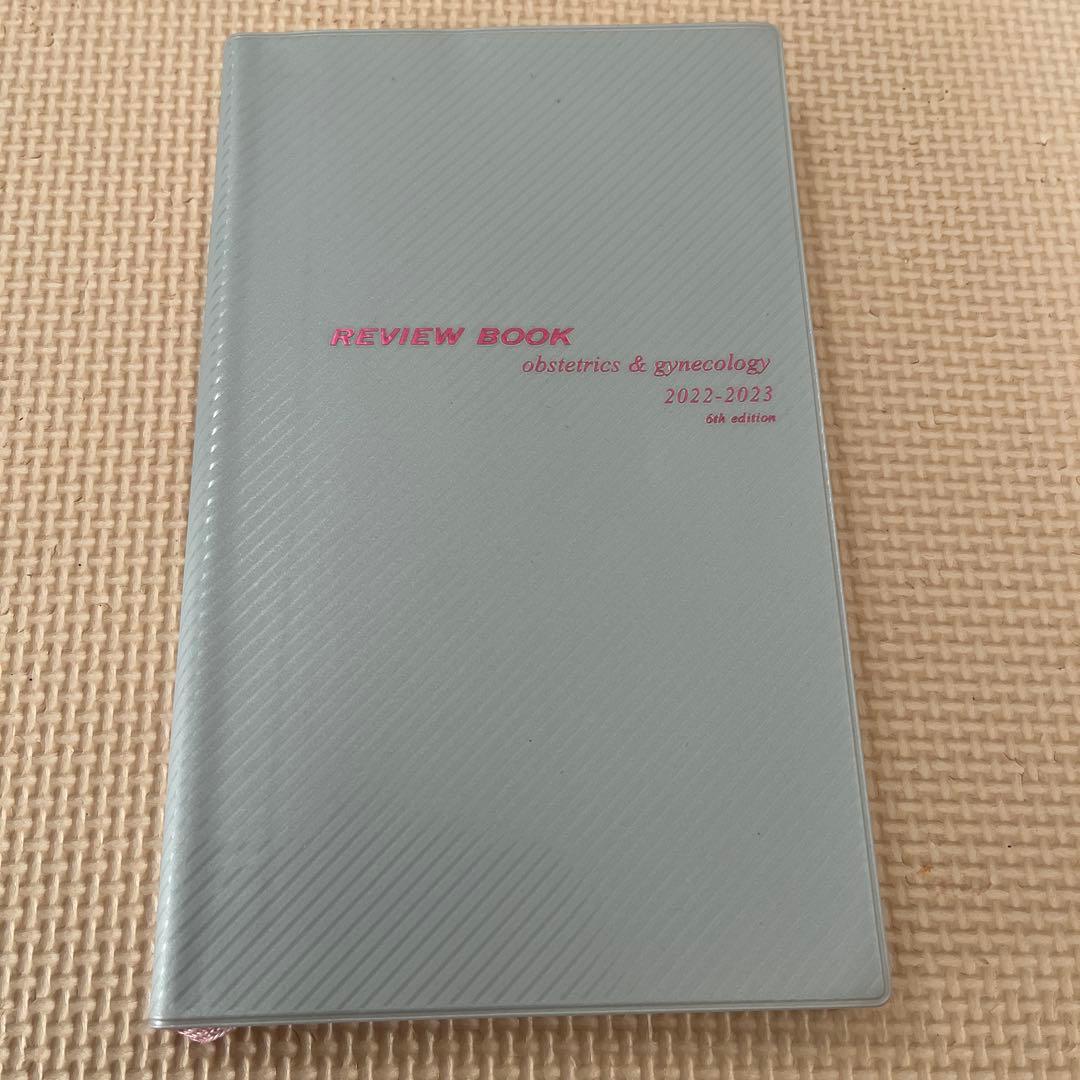 REVIEW BOOK
obstetrics & gynecology
2022-2023
6th edition